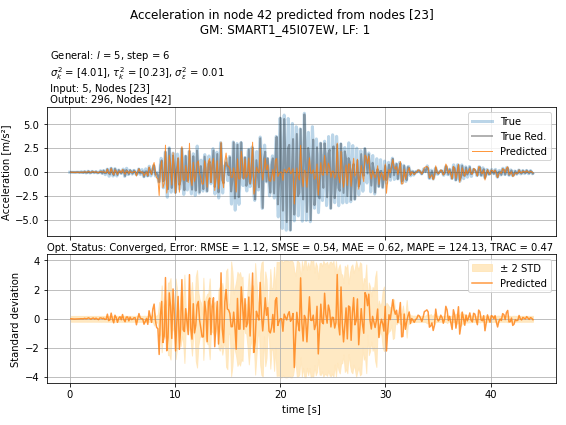 Acceleration in node 42 predicted from nodes [23]
GM: SMART1_45I07EW, LF: 1
General: l = 5, step = 6
σ²ₖ = [4.01], τ²ₖ = [0.23], σ²ε = 0.01
Input: 5, Nodes [23]
Output: 296, Nodes [42]
Acceleration [m/s²]
5.0
2.5
0.0
−2.5
−5.0
True
True Red.
Predicted
Opt. Status: Converged, Error: RMSE = 1.12, SMSE = 0.54, MAE = 0.62, MAPE = 124.13, TRAC = 0.47
Standard deviation
4
2
0
−2
−4
± 2 STD
Predicted
0 10 20 30 40
time [s]